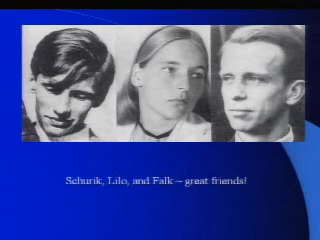 Schurik, Lilo, and Falk – great friends!